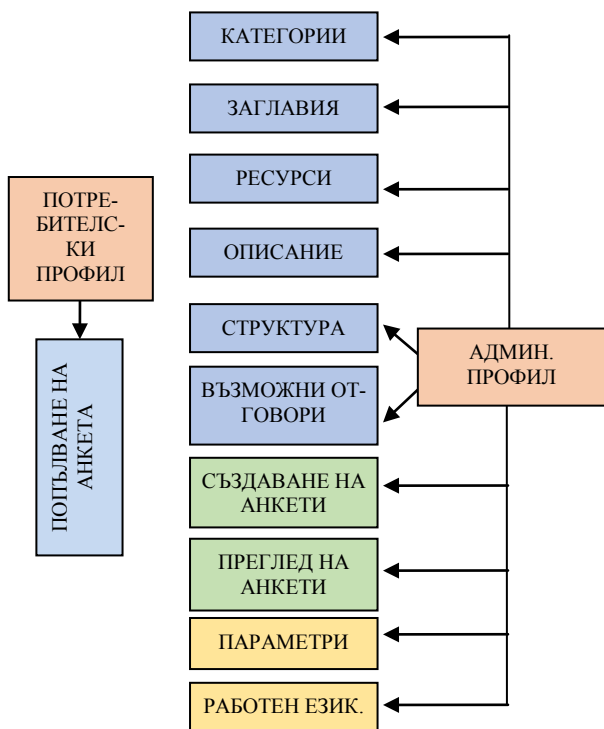 КАТЕГОРИИ
ЗАГЛАВИЯ
РЕСУРСИ
ПОТРЕ-
БИТЕЛС-
КИ
ПРОФИЛ
ОПИСАНИЕ
СТРУКТУРА
АДМИН.
ПРОФИЛ
ВЪЗМОЖНИ ОТ-
ГОВОРИ
ПОПЪЛВАНЕ НА
АНКЕТА
СЪЗДАВАНЕ НА
АНКЕТИ
ПРЕГЛЕД НА
АНКЕТИ
ПАРАМЕТРИ
РАБОТЕН ЕЗИК.